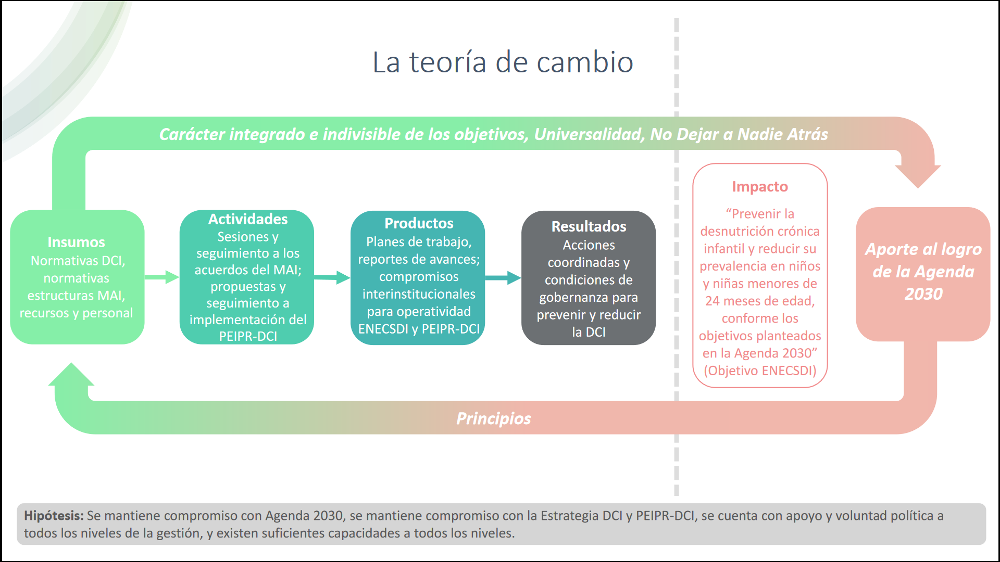 La teoría de cambio
Carácter integrado e indivisible de los objetivos, Universalidad, No Dejar a Nadie Atrás
Insumos
Normativas DCI,
normativas
estructuras MAI,
recursos y personal
Actividades
Sesiones y
seguimiento a los
acuerdos del MAI;
propuestas y
seguimiento a
implementación del
PEIPR-DCI
Productos
Planes de trabajo,
reportes de avances;
compromisos
interinstitucionales
para operatividad
ENECSDI y PEIPR-DCI
Resultados
Acciones
coordinadas y
condiciones de
gobernanza para
prevenir y reducir
la DCI
Impacto
“Prevenir la
desnutrición crónica
infantil y reducir su
prevalencia en niños
y niñas menores de
24 meses de edad,
conforme los
objetivos planteados
en la Agenda 2030”
(Objetivo ENECSDI)
Aporte al logro
de la Agenda
2030
Principios
Hipótesis: Se mantiene compromiso con Agenda 2030, se mantiene compromiso con la Estrategia DCI y PEIPR-DCI, se cuenta con apoyo y voluntad política a
todos los niveles de la gestión, y existen suficientes capacidades a todos los niveles.